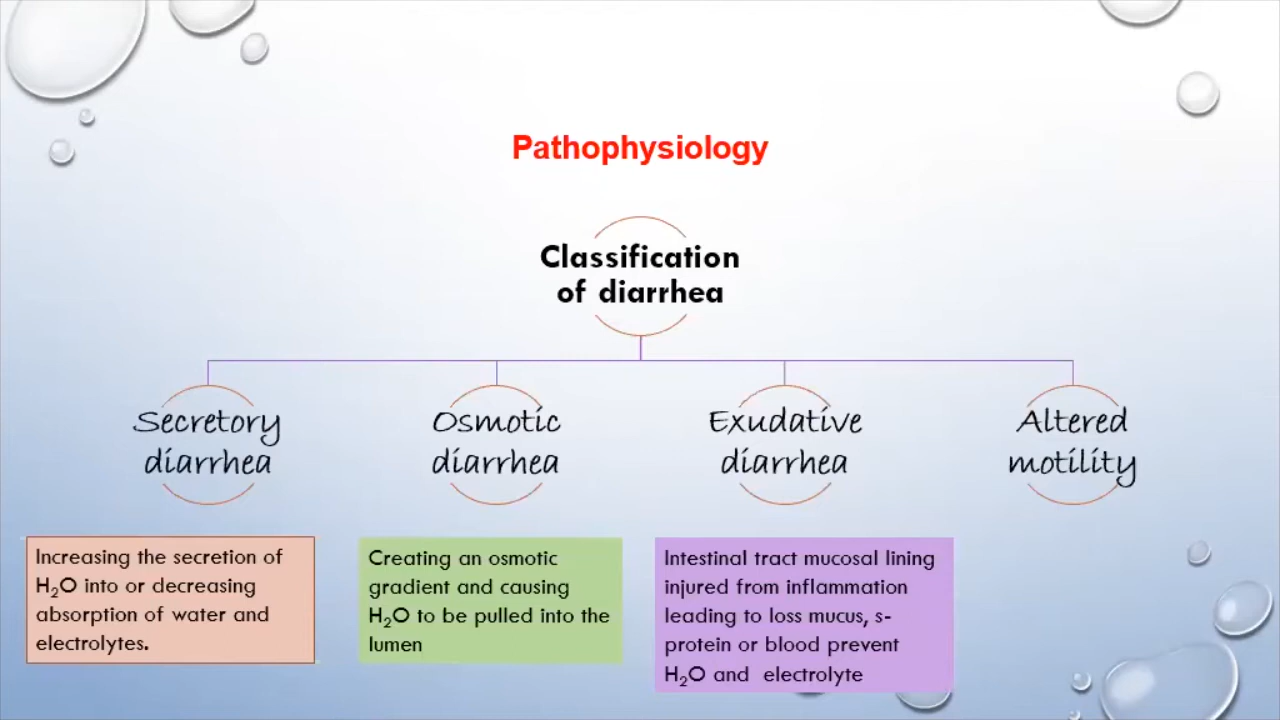 Pathophysiology
Classification
of diarrhea
Secretory
diarrhea
Osmotic
diarrhea
Exudative
diarrhea
Altered
motility
Increasing the secretion of
H₂O into or decreasing
absorption of water and
electrolytes.
Creating an osmotic
gradient and causing
H₂O to be pulled into the
lumen
Intestinal tract mucosal lining
injured from inflammation
leading to loss mucus, s-
protein or blood prevent
H₂O and  electrolyte